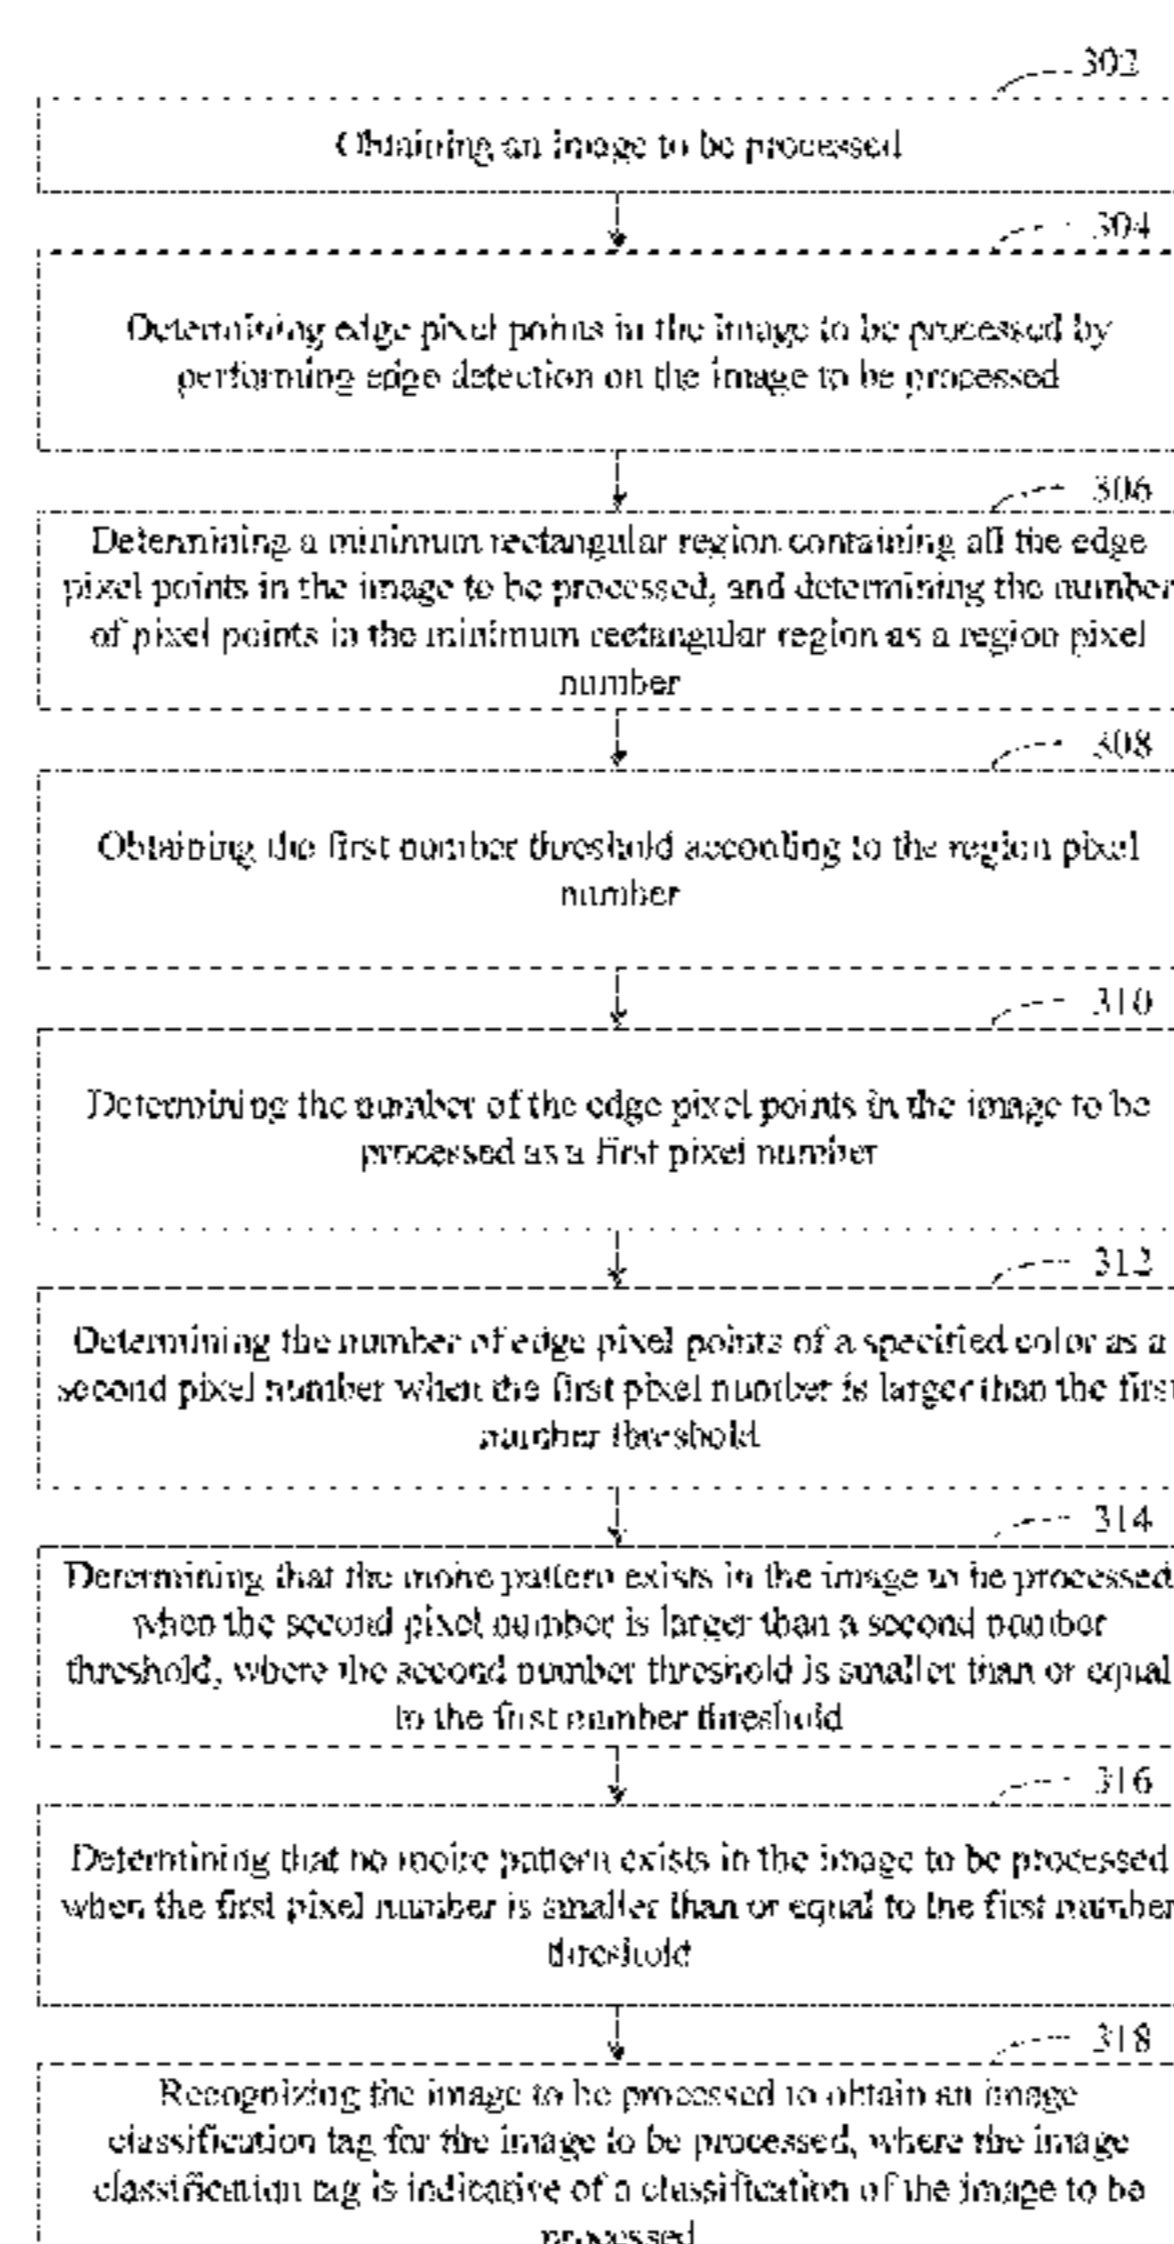 302
Obtaining an image to be processed
304
Determining edge pixel points in the image to be processed by
performing edge detection on the image to be processed
306
Determining a minimum rectangular region containing all the edge
pixel points in the image to be processed, and determining the number
of pixel points in the minimum rectangular region as a region pixel
number
308
Obtaining the first number threshold according to the region pixel
number
310
Determining the number of the edge pixel points in the image to be
processed as a first pixel number
312
Determining the number of edge pixel points of a specified color as a
second pixel number when the first pixel number is larger than the first
number threshold
314
Determining that the moire pattern exists in the image to be processed
when the second pixel number is larger than a second number
threshold, where the second number threshold is smaller than or equal
to the first number threshold
316
Determining that no moire pattern exists in the image to be processed
when the first pixel number is smaller than or equal to the first number
threshold
318
Recognizing the image to be processed to obtain an image
classification tag for the image to be processed, where the image
classification tag is indicative of a classification of the image to be
processed